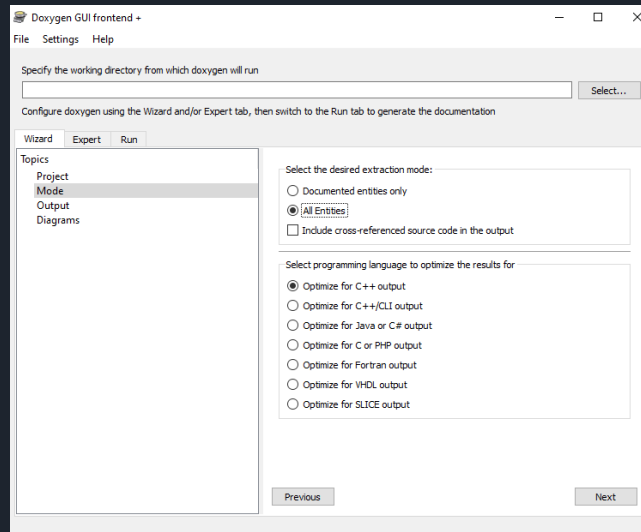 Doxygen GUI frontend +
File Settings Help
Specify the working directory from which doxygen will run
Select...
Configure doxygen using the Wizard and/or Expert tab, then switch to the Run tab to generate the documentation
Wizard Expert Run
Topics
Project
Mode
Output
Diagrams
Select the desired extraction mode:
Documented entities only
All Entities
Include cross-referenced source code in the output
Select programming language to optimize the results for
Optimize for C++ output
Optimize for C++/CLI output
Optimize for Java or C# output
Optimize for C or PHP output
Optimize for Fortran output
Optimize for VHDL output
Optimize for SLICE output
Previous Next